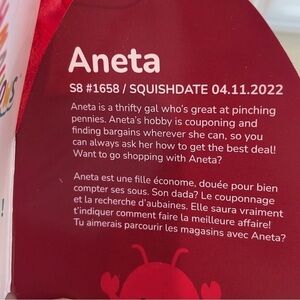 Aneta
S8 #1658 / SQUISHDATE 04.11.2022
Aneta is a thrifty gal who's great at pinching
pennies. Aneta's hobby is couponing and
finding bargains wherever she can, so you
can always ask her how to get the best deal!
Want to go shopping with Aneta?
Aneta est une fille économe, douée pour bien
compter ses sous. Son dada? Le couponnage
et la recherche d'aubaines. Elle saura vraiment
t'indiquer comment faire la meilleure affaire!
Tu aimerais parcourir les magasins avec Aneta?
!